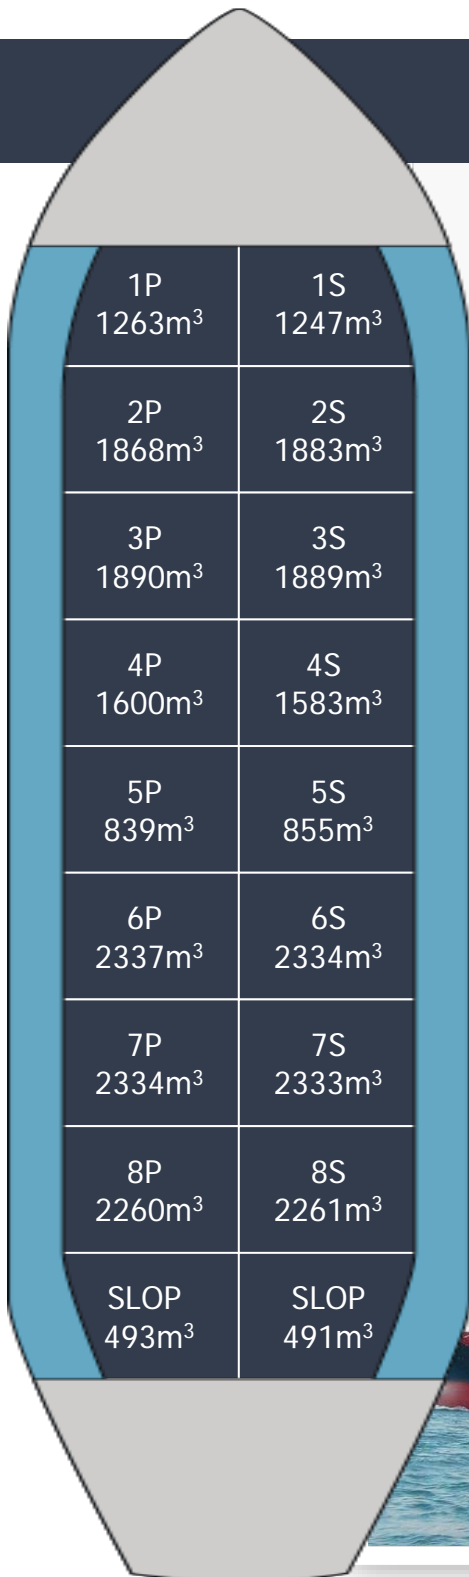 1P
1263m³
1S
1247m³
2P
1868m³
2S
1883m³
3P
1890m³
3S
1889m³
4P
1600m³
4S
1583m³
5P
839m³
5S
855m³
6P
2337m³
6S
2334m³
7P
2334m³
7S
2333m³
8P
2260m³
8S
2261m³
SLOP
493m³
SLOP
491m³